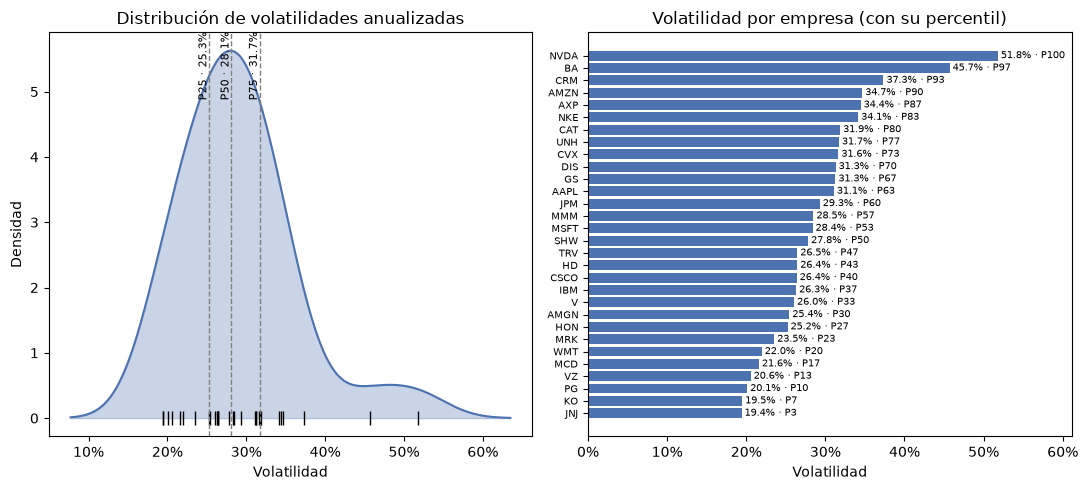 Distribución de volatilidades anualizadas
P25 · 25.3%
P50 · 28.1%
P75 · 31.7%
Densidad
5
4
3
2
1
0
10%
20%
30%
40%
50%
60%
Volatilidad
Volatilidad por empresa (con su percentil)
NVDA 51.8% · P100
BA 45.7% · P97
CRM 37.3% · P93
AMZN 34.7% · P90
AXP 34.4% · P87
NKE 34.1% · P83
CAT 31.9% · P80
UNH 31.7% · P77
CVX 31.6% · P73
DIS 31.3% · P70
GS 31.3% · P67
AAPL 31.1% · P63
JPM 29.3% · P60
MMM 28.5% · P57
MSFT 28.4% · P53
SHW 27.8% · P50
TRV 26.5% · P47
HD 26.4% · P43
CSCO 26.4% · P40
IBM 26.3% · P37
V 26.0% · P33
AMGN 25.4% · P30
HON 25.2% · P27
MRK 23.5% · P23
WMT 22.0% · P20
MCD 21.6% · P17
VZ 20.6% · P13
PG 20.1% · P10
KO 19.5% · P7
JNJ 19.4% · P3
0%
10%
20%
30%
40%
50%
60%
Volatilidad